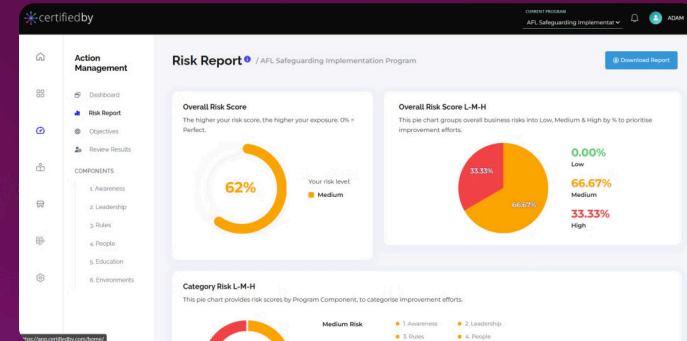 certifiedby
CURRENT PROGRAM
AFL Safeguarding Implementat
ADAM
Action
Management
Dashboard
Risk Report
Objectives
Review Results
COMPONENTS
1. Awareness
2. Leadership
3. Rules
4. People
5. Education
6. Environments
Risk Report / AFL Safeguarding Implementation Program
Download Report
Overall Risk Score
The higher your risk score, the higher your exposure. 0% =
Perfect.
62%
Your risk level:
Medium
Overall Risk Score L-M-H
This pie chart groups overall business risks into Low, Medium & High by % to prioritise
improvement efforts.
33.33%
66.67%
0.00%
Low
66.67%
Medium
33.33%
High
Category Risk L-M-H
This pie chart provides risk scores by Program Component, to categorise improvement efforts.
Medium Risk
1. Awareness
2. Leadership
3. Rules
4. People
https://app.certifiedby.com/home/